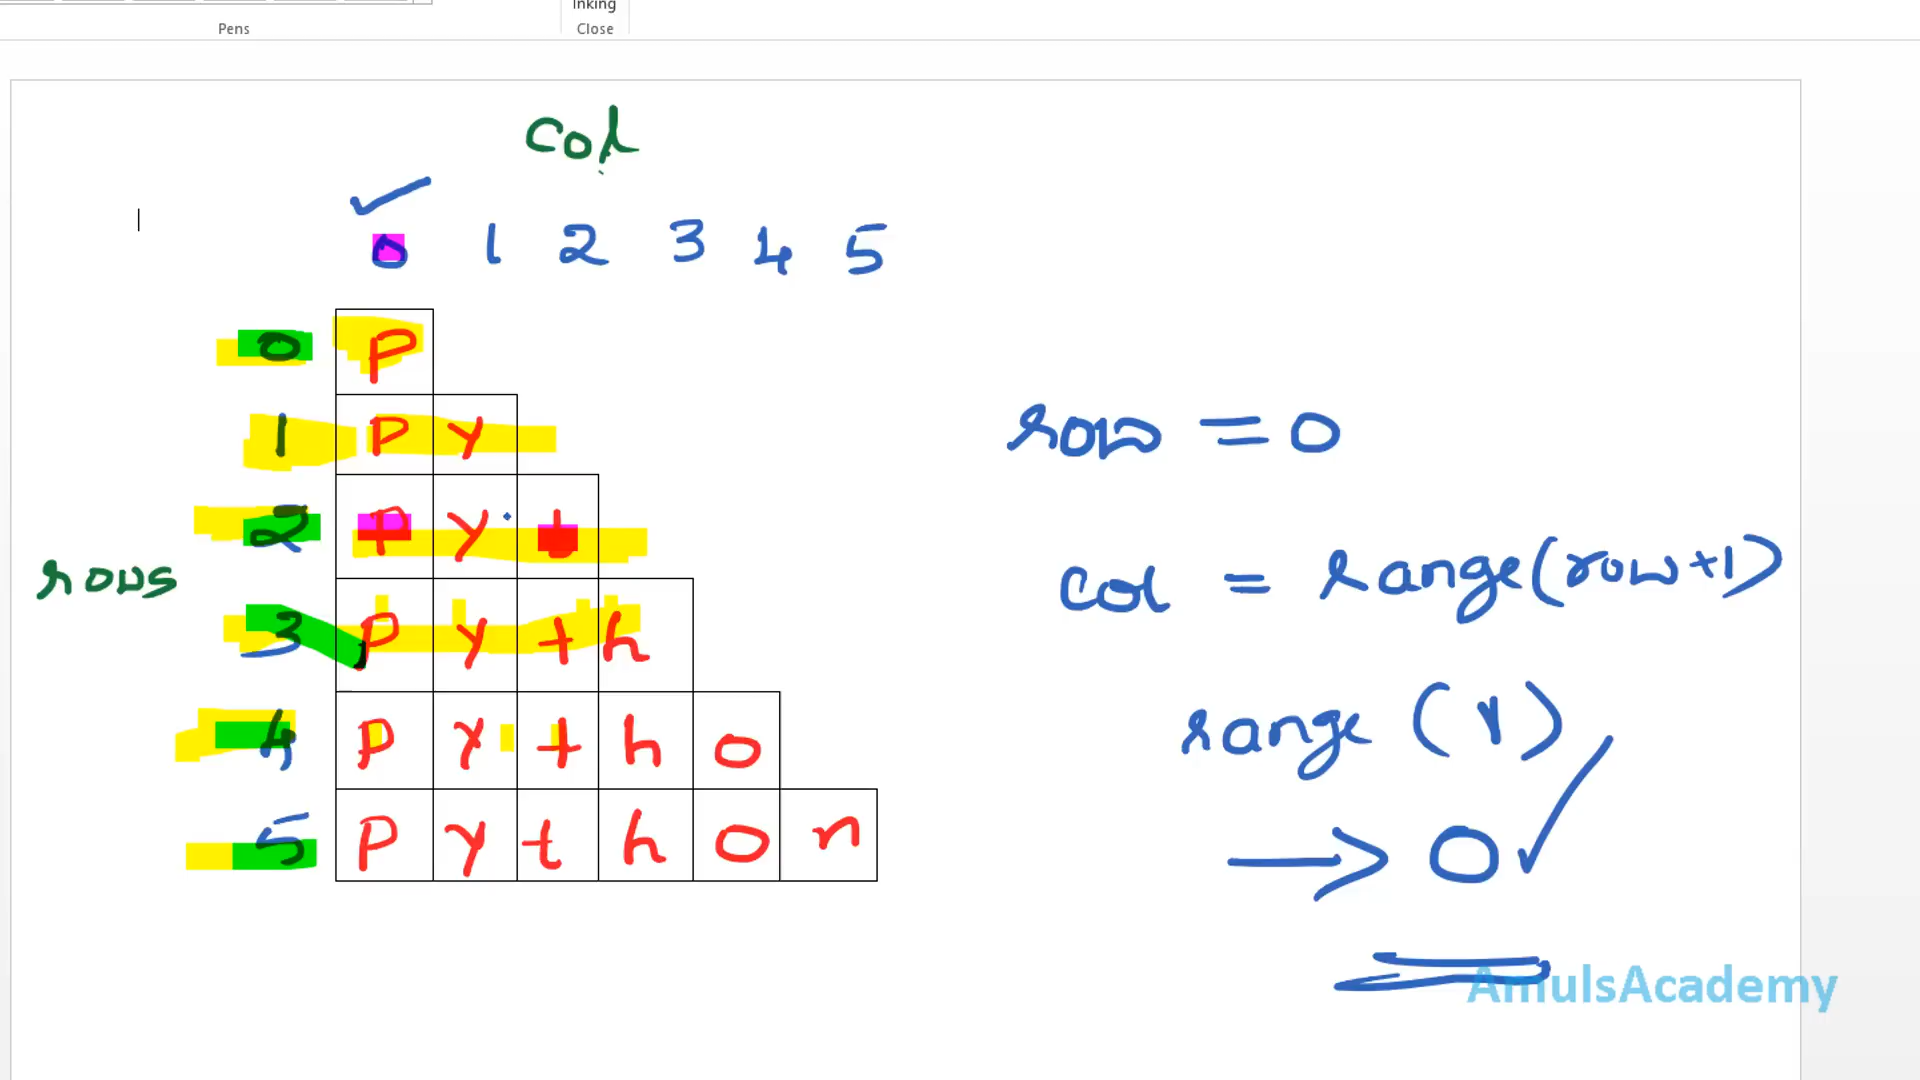 Inking
Pens
Close
col
0 1 2 3 4 5
0 P
1 P y
row = 0
2 P y t
rows
col = range(row+1)
3 P y t h
range (1)
4 P y t h o
5 P y t h o n
→ 0 ✓
AmulsAcademy